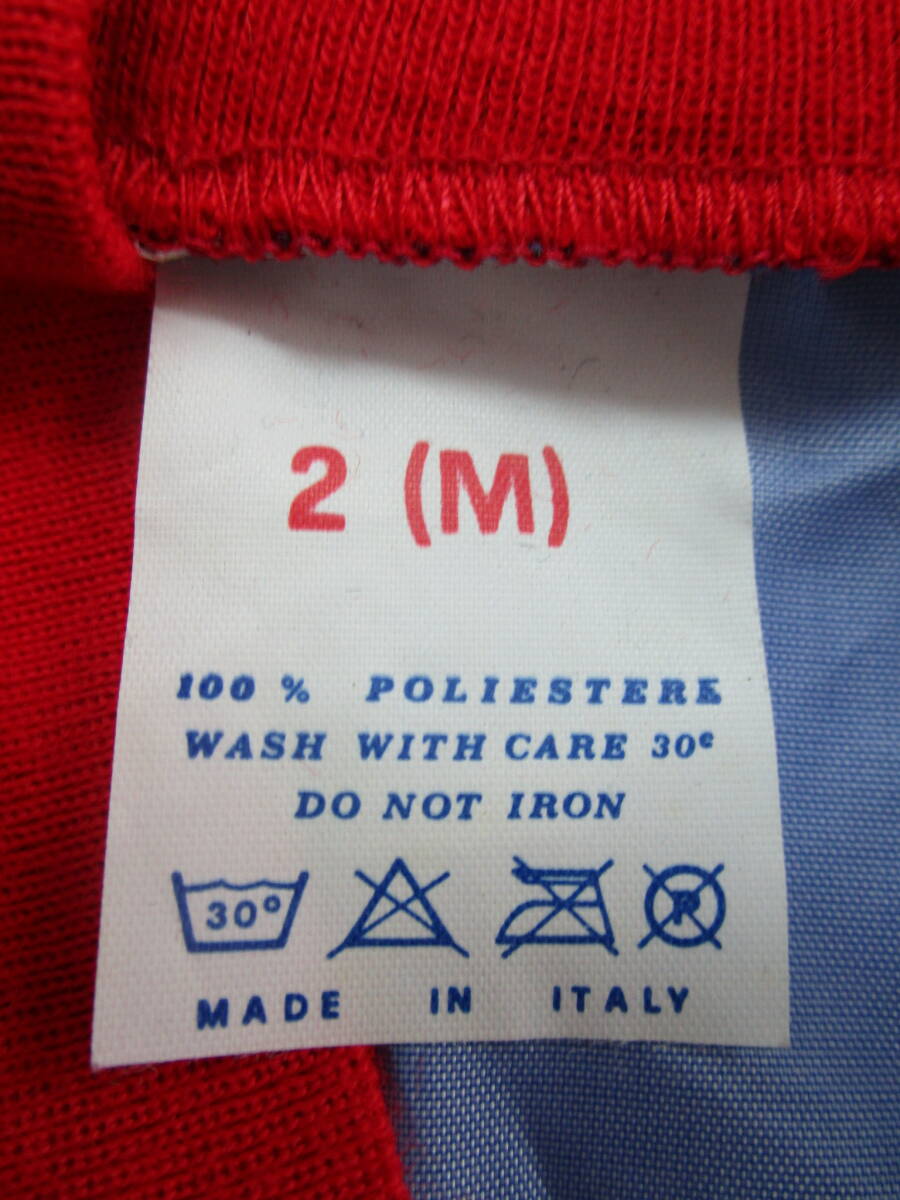 2 (M)
100 % POLIESTERE
WASH WITH CARE 30°
DO NOT IRON
30° P
MADE IN ITALY